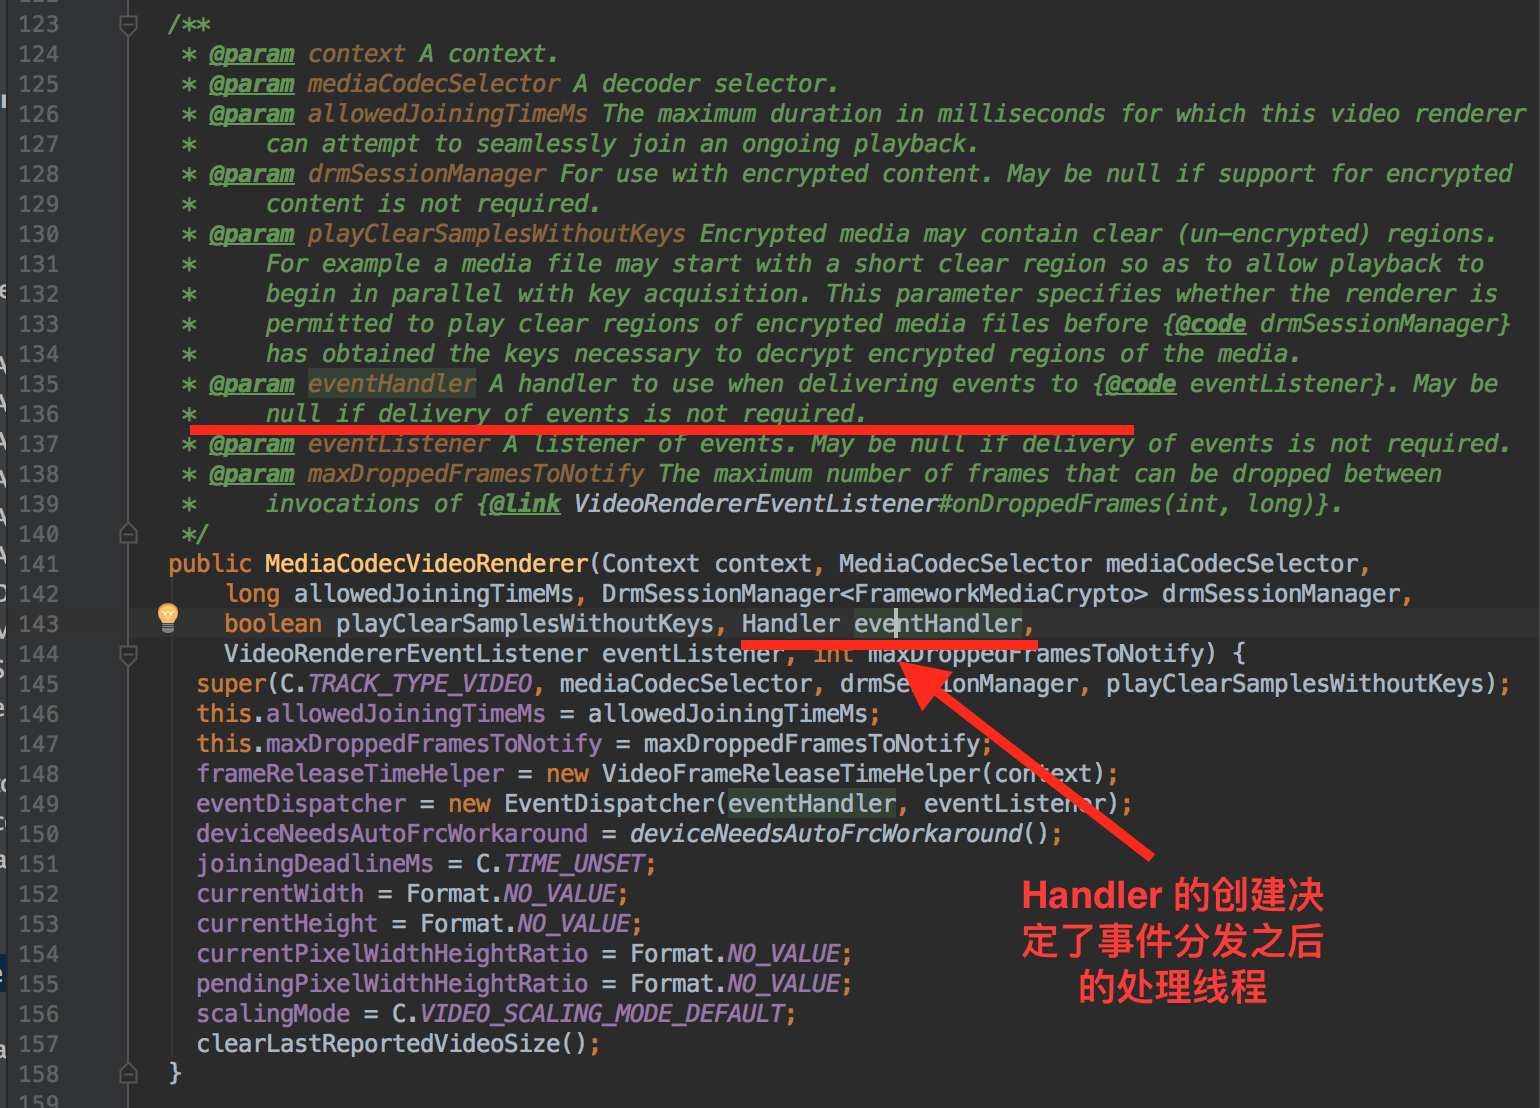 123 /**
124 * @param context A context.
125 * @param mediaCodecSelector A decoder selector.
126 * @param allowedJoiningTimeMs The maximum duration in milliseconds for which this video renderer
127 * can attempt to seamlessly join an ongoing playback.
128 * @param drmSessionManager For use with encrypted content. May be null if support for encrypted
129 * content is not required.
130 * @param playClearSamplesWithoutKeys Encrypted media may contain clear (un-encrypted) regions.
131 * For example a media file may start with a short clear region so as to allow playback to
132 * begin in parallel with key acquisition. This parameter specifies whether the renderer is
133 * permitted to play clear regions of encrypted media files before {@code drmSessionManager}
134 * has obtained the keys necessary to decrypt encrypted regions of the media.
135 * @param eventHandler A handler to use when delivering events to {@code eventListener}. May be
136 * null if delivery of events is not required.
137 * @param eventListener A listener of events. May be null if delivery of events is not required.
138 * @param maxDroppedFramesToNotify The maximum number of frames that can be dropped between
139 * invocations of {@link VideoRendererEventListener#onDroppedFrames(int, long)}.
140 */
141 public MediaCodecVideoRenderer(Context context, MediaCodecSelector mediaCodecSelector,
142 long allowedJoiningTimeMs, DrmSessionManager<FrameworkMediaCrypto> drmSessionManager,
143 boolean playClearSamplesWithoutKeys, Handler eventHandler,
144 VideoRendererEventListener eventListener, int maxDroppedFramesToNotify) {
145 super(C.TRACK_TYPE_VIDEO, mediaCodecSelector, drmSessionManager, playClearSamplesWithoutKeys);
146 this.allowedJoiningTimeMs = allowedJoiningTimeMs;
147 this.maxDroppedFramesToNotify = maxDroppedFramesToNotify;
148 frameReleaseTimeHelper = new VideoFrameReleaseTimeHelper(context);
149 eventDispatcher = new EventDispatcher(eventHandler, eventListener);
150 deviceNeedsAutoFrcWorkaround = deviceNeedsAutoFrcWorkaround();
151 joiningDeadlineMs = C.TIME_UNSET;
152 currentWidth = Format.NO_VALUE;
153 currentHeight = Format.NO_VALUE;
154 currentPixelWidthHeightRatio = Format.NO_VALUE;
155 pendingPixelWidthHeightRatio = Format.NO_VALUE;
156 scalingMode = C.VIDEO_SCALING_MODE_DEFAULT;
157 clearLastReportedVideoSize();
158 }
159
Handler 的创建决
定了事件分发之后
的处理线程